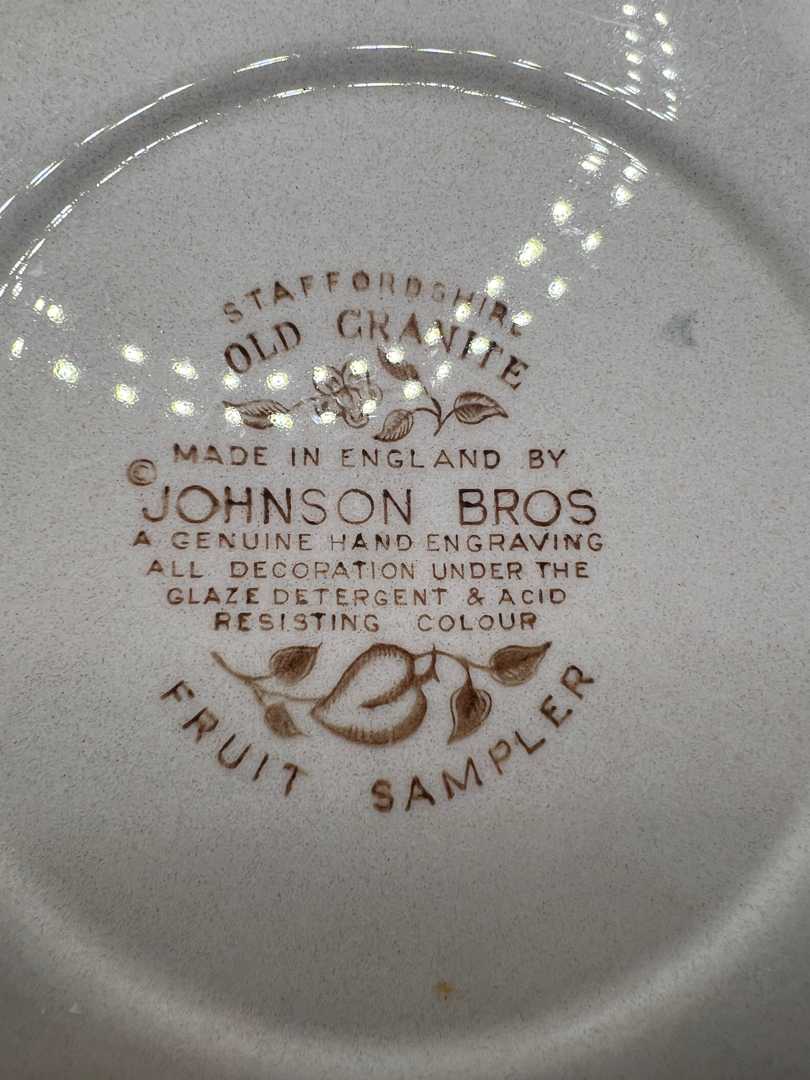 STAFFORDSHIRE
OLD GRANITE
MADE IN ENGLAND BY
© JOHNSON BROS
A GENUINE HAND ENGRAVING
ALL DECORATION UNDER THE
GLAZE DETERGENT & ACID
RESISTING COLOUR
FRUIT SAMPLER